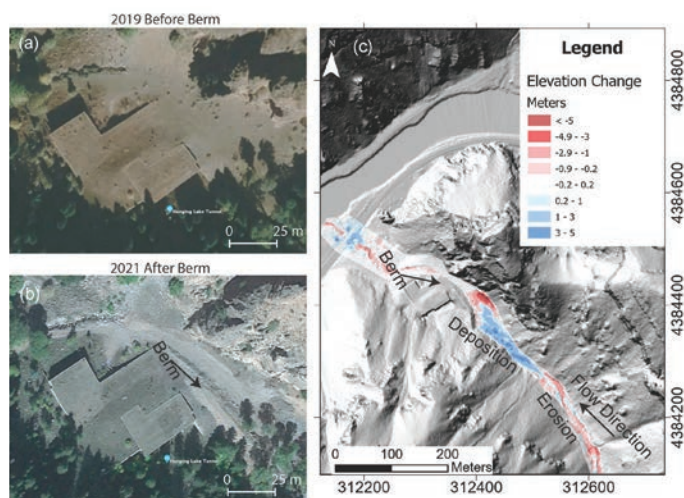 2019 Before Berm
(a)
Hanging Lake Tunnel
0 25 m
2021 After Berm
(b)
Berm
Hanging Lake Tunnel
0 25 m
(c)
N
Legend
Elevation Change
Meters
< -5
-4.9 - -3
-2.9 - -1
-0.9 - -0.2
-0.2 - 0.2
0.2 - 1
1 - 3
3 - 5
Berm
Deposition
Erosion
Flow Direction
0 100 200
Meters
312200 312400 312600
4384800
4384600
4384400
4384200